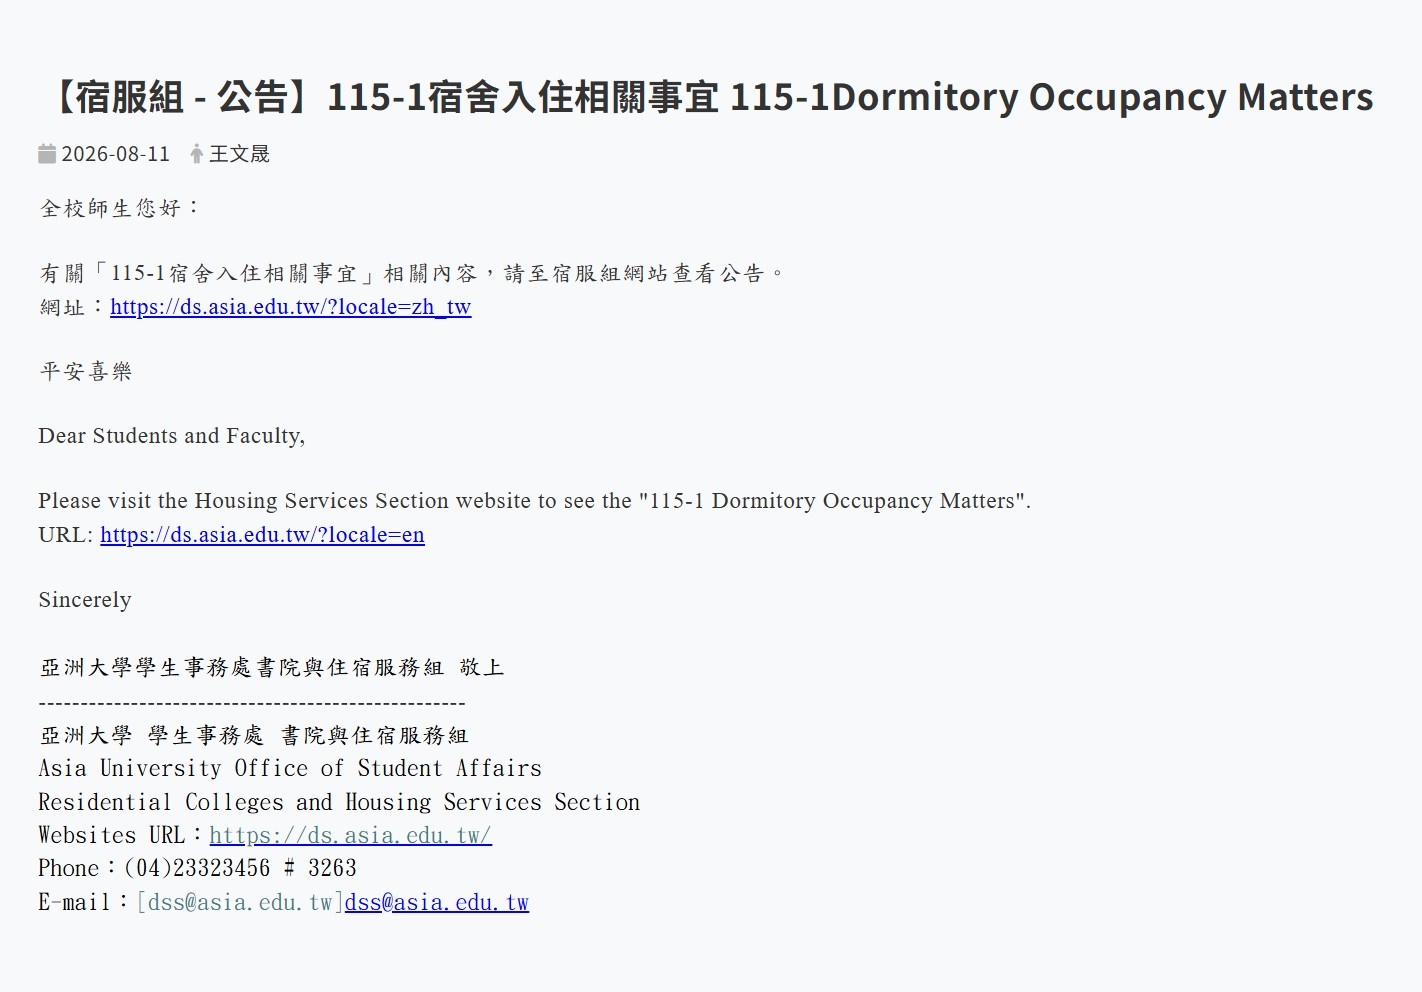 【宿服組 - 公告】115-1宿舍入住相關事宜 115-1Dormitory Occupancy Matters
2026-08-11 王文晟
全校師生您好：
有關「115-1宿舍入住相關事宜」相關內容，請至宿服組網站查看公告。
網址：https://ds.asia.edu.tw/?locale=zh_tw
平安喜樂
Dear Students and Faculty,
Please visit the Housing Services Section website to see the "115-1 Dormitory Occupancy Matters".
URL: https://ds.asia.edu.tw/?locale=en
Sincerely
亞洲大學學生事務處書院與住宿服務組 敬上
---------------------------------------------------
亞洲大學 學生事務處 書院與住宿服務組
Asia University Office of Student Affairs
Residential Colleges and Housing Services Section
Websites URL：https://ds.asia.edu.tw/
Phone：(04)23323456 # 3263
E-mail：[dss@asia.edu.tw]dss@asia.edu.tw